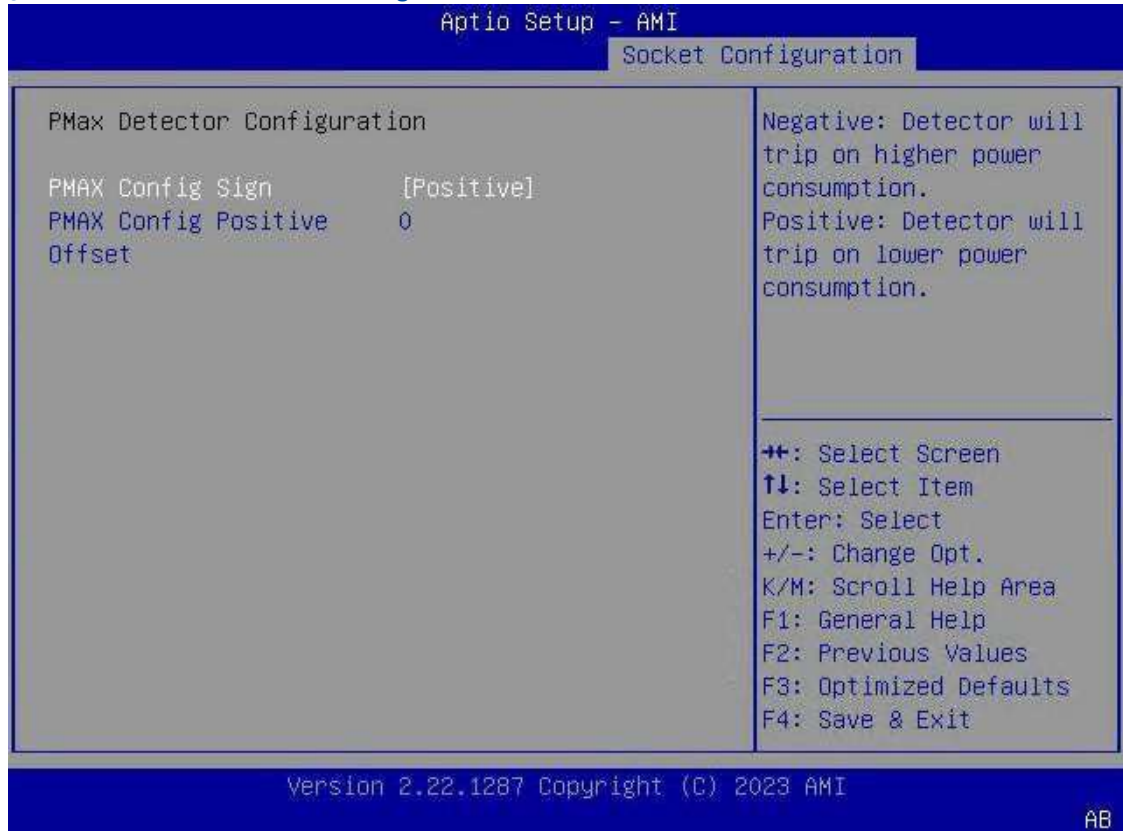 Aptio Setup - AMI
Socket Configuration
PMax Detector Configuration
PMAX Config Sign [Positive]
PMAX Config Positive 0
Offset
Negative: Detector will
trip on higher power
consumption.
Positive: Detector will
trip on lower power
consumption.
→←: Select Screen
↑↓: Select Item
Enter: Select
+/-: Change Opt.
K/M: Scroll Help Area
F1: General Help
F2: Previous Values
F3: Optimized Defaults
F4: Save & Exit
Version 2.22.1287 Copyright (C) 2023 AMI
AB